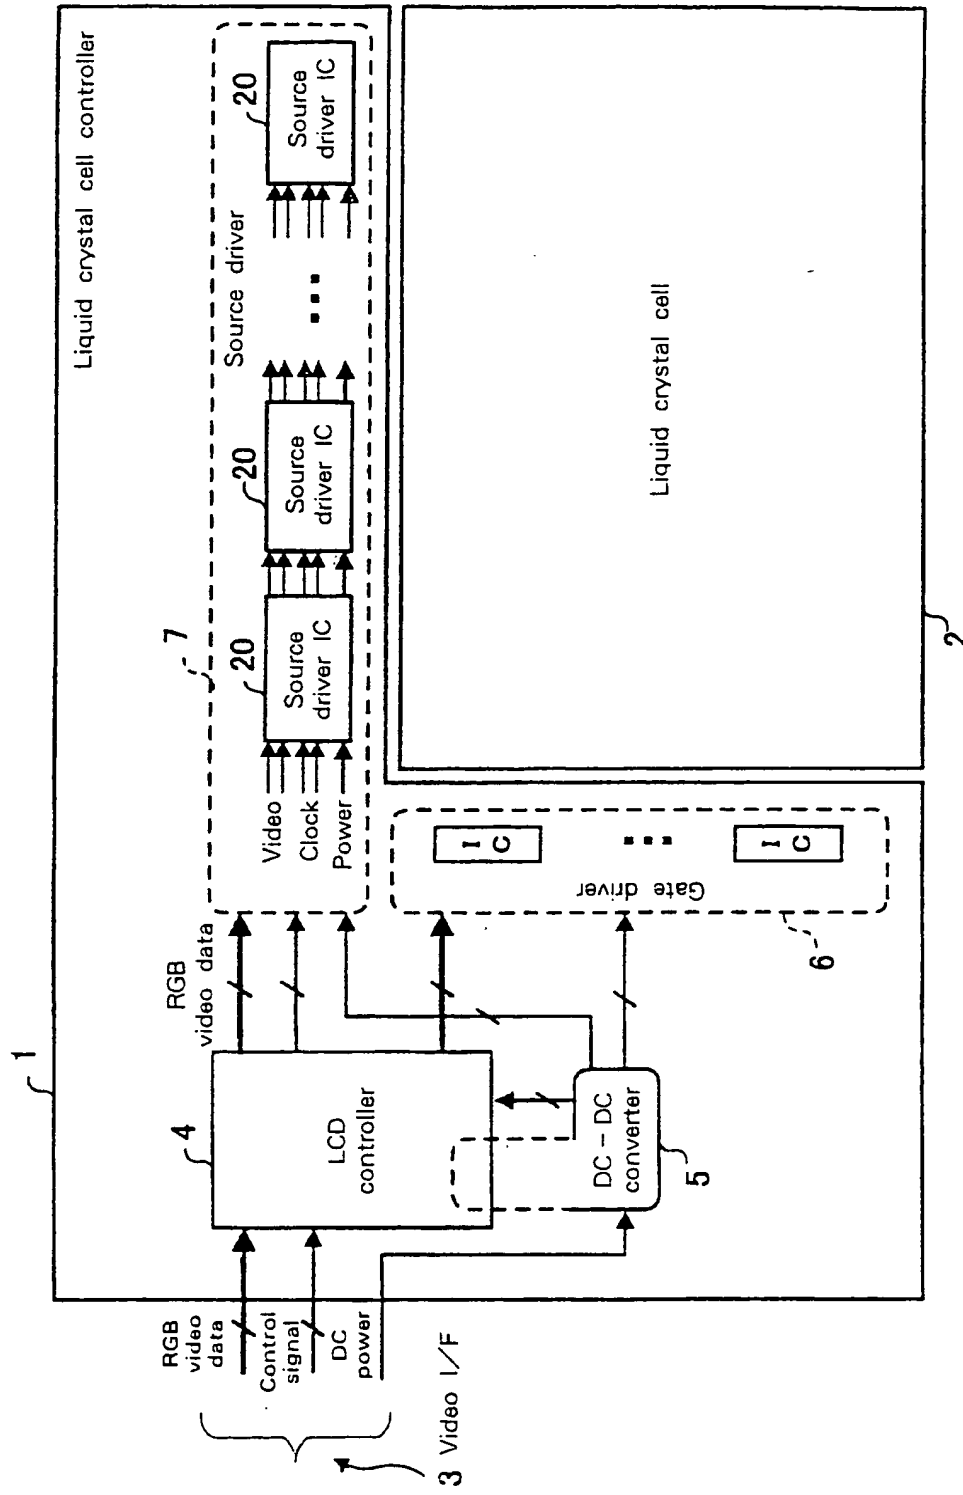 1
Liquid crystal cell controller
7
Source driver
20
Source
driver IC
20
Source
driver IC
20
Source
driver IC
Video
Clock
Power
RGB
video data
4
LCD
controller
RGB
video
data
Control
signal
DC
power
3 Video I/F
DC – DC
converter
5
Gate driver
I C
I C
6
Liquid crystal cell
2